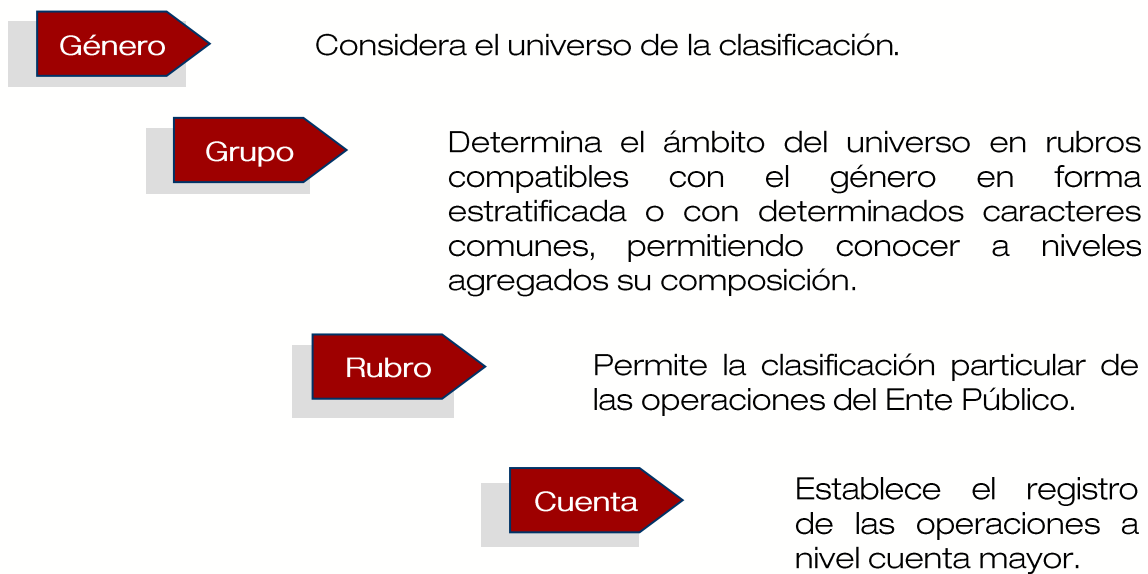 Género
Considera el universo de la clasificación.
Grupo
Determina el ámbito del universo en rubros
compatibles con el género en forma
estratificada o con determinados caracteres
comunes, permitiendo conocer a niveles
agregados su composición.
Rubro
Permite la clasificación particular de
las operaciones del Ente Público.
Cuenta
Establece el registro
de las operaciones a
nivel cuenta mayor.